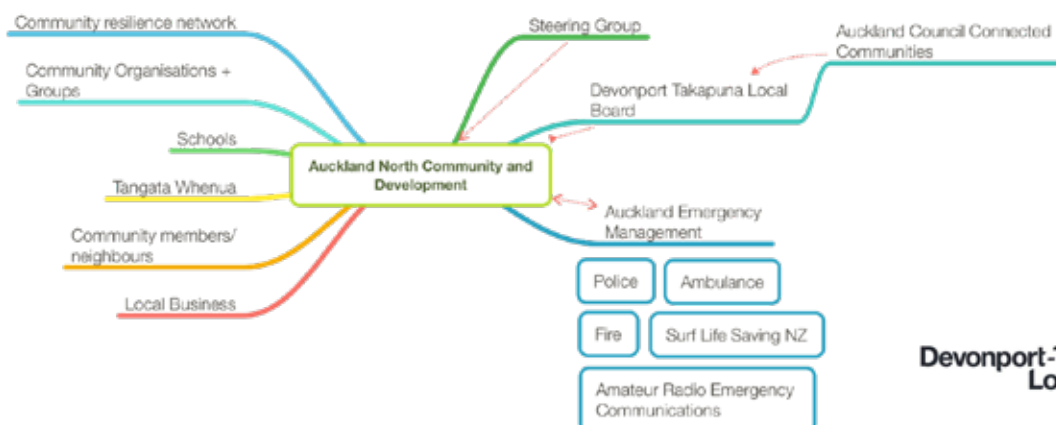 Community resilience network
Steering Group
Auckland Council Connected
Communities
Community Organisations +
Groups
Devonport Takapuna Local
Board
Schools
Auckland North Community and
Development
Tangata Whenua
Auckland Emergency
Management
Community members/
neighbours
Local Business
Police
Ambulance
Fire
Surf Life Saving NZ
Amateur Radio Emergency
Communications
Devonport-
Lo